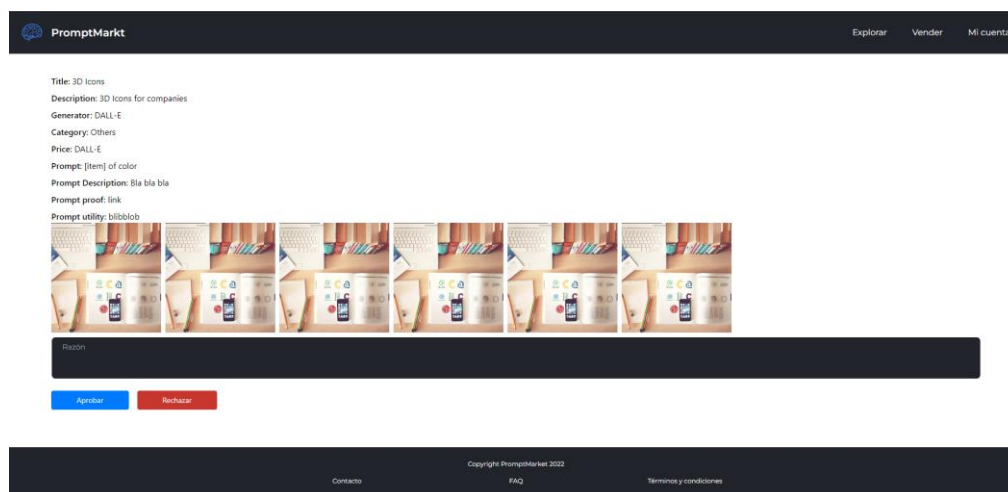 PromptMarkt
Explorar Vender Mi cuenta
Title: 3D Icons
Description: 3D Icons for companies
Generator: DALL-E
Category: Others
Price: DALL-E
Prompt: [item] of color
Prompt Description: Bla bla bla
Prompt proof: link
Prompt utility: blibblob
Razón
Aprobar Rechazar
Copyright PromptMarket 2022
Contacto FAQ Términos y condiciones